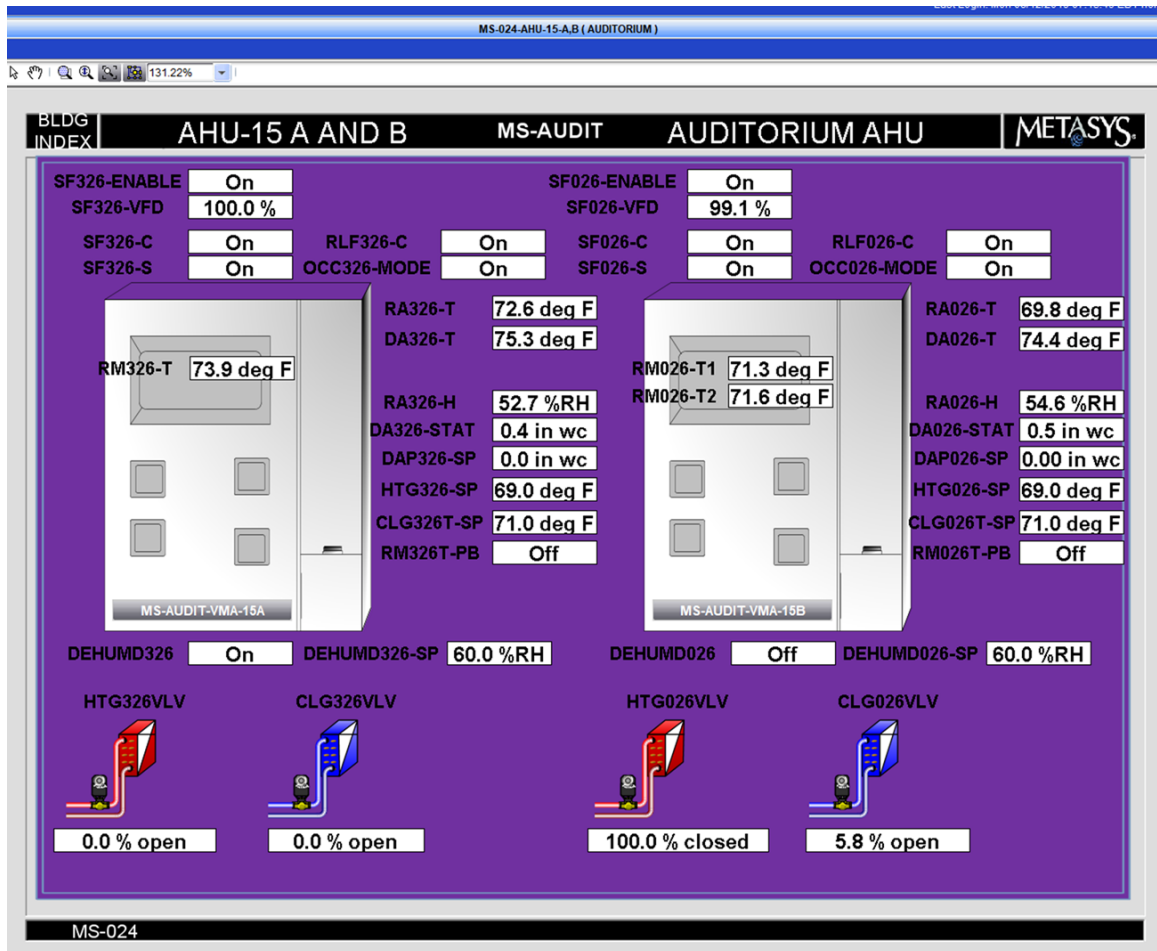 MS-024-AHU-15-A,B ( AUDITORIUM )
131.22%
BLDG INDEX AHU-15 A AND B MS-AUDIT AUDITORIUM AHU METASYS.
SF326-ENABLE On SF026-ENABLE On
SF326-VFD 100.0 % SF026-VFD 99.1 %
SF326-C On RLF326-C On SF026-C On RLF026-C On
SF326-S On OCC326-MODE On SF026-S On OCC026-MODE On
RA326-T 72.6 deg F RA026-T 69.8 deg F
DA326-T 75.3 deg F DA026-T 74.4 deg F
RM326-T 73.9 deg F RM026-T1 71.3 deg F
RM026-T2 71.6 deg F
RA326-H 52.7 %RH RA026-H 54.6 %RH
DA326-STAT 0.4 in wc DA026-STAT 0.5 in wc
DAP326-SP 0.0 in wc DAP026-SP 0.00 in wc
HTG326-SP 69.0 deg F HTG026-SP 69.0 deg F
CLG326T-SP 71.0 deg F CLG026T-SP 71.0 deg F
RM326T-PB Off RM026T-PB Off
MS-AUDIT-VMA-15A MS-AUDIT-VMA-15B
DEHUMD326 On DEHUMD326-SP 60.0 %RH DEHUMD026 Off DEHUMD026-SP 60.0 %RH
HTG326VLV CLG326VLV HTG026VLV CLG026VLV
0.0 % open 0.0 % open 100.0 % closed 5.8 % open
MS-024